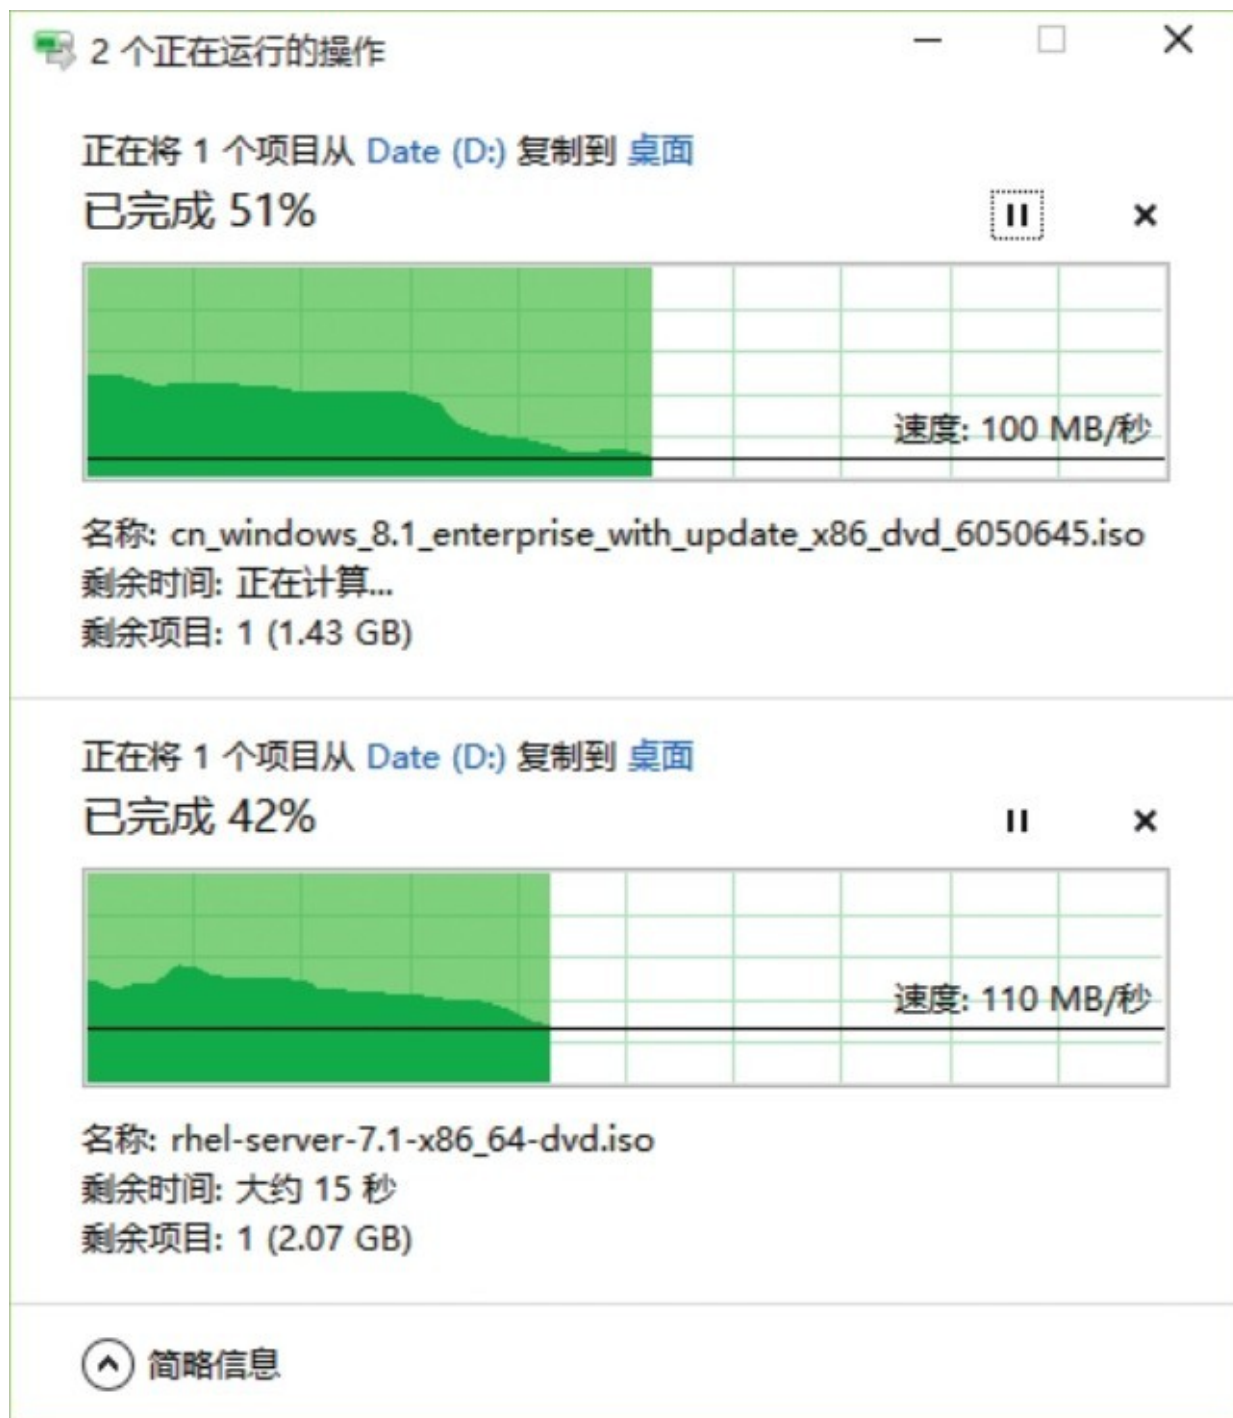 2 个正在运行的操作
正在将 1 个项目从 Date (D:) 复制到 桌面
已完成 51%
速度: 100 MB/秒
名称: cn_windows_8.1_enterprise_with_update_x86_dvd_6050645.iso
剩余时间: 正在计算...
剩余项目: 1 (1.43 GB)
正在将 1 个项目从 Date (D:) 复制到 桌面
已完成 42%
速度: 110 MB/秒
名称: rhel-server-7.1-x86_64-dvd.iso
剩余时间: 大约 15 秒
剩余项目: 1 (2.07 GB)
简略信息